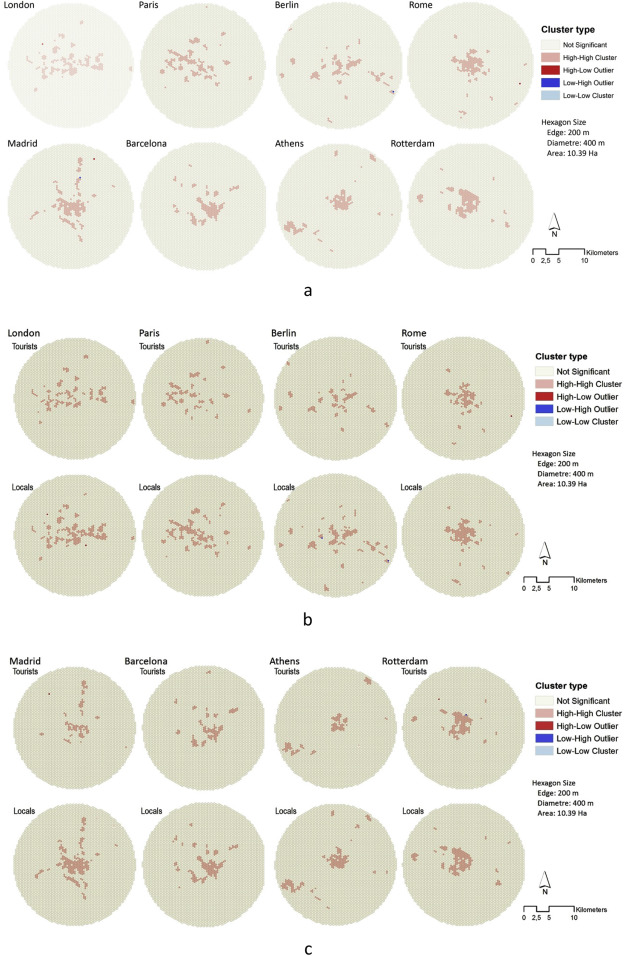 London
Paris
Berlin
Rome
Cluster type
Not Significant
High-High Cluster
High-Low Outlier
Low-High Outlier
Low-Low Cluster
Hexagon Size
Edge: 200 m
Diametre: 400 m
Area: 10.39 Ha
Madrid
Barcelona
Athens
Rotterdam
N
Kilometers
0 2,5 5 10
a
London
Tourists
Paris
Tourists
Berlin
Tourists
Rome
Tourists
Cluster type
Not Significant
High-High Cluster
High-Low Outlier
Low-High Outlier
Low-Low Cluster
Hexagon Size
Edge: 200 m
Diametre: 400 m
Area: 10.39 Ha
Locals
Locals
Locals
Locals
N
Kilometers
0 2,5 5 10
b
Madrid
Tourists
Barcelona
Tourists
Athens
Tourists
Rotterdam
Tourists
Cluster type
Not Significant
High-High Cluster
High-Low Outlier
Low-High Outlier
Low-Low Cluster
Hexagon Size
Edge: 200 m
Diametre: 400 m
Area: 10.39 Ha
Locals
Locals
Locals
Locals
N
Kilometers
0 2,5 5 10
c